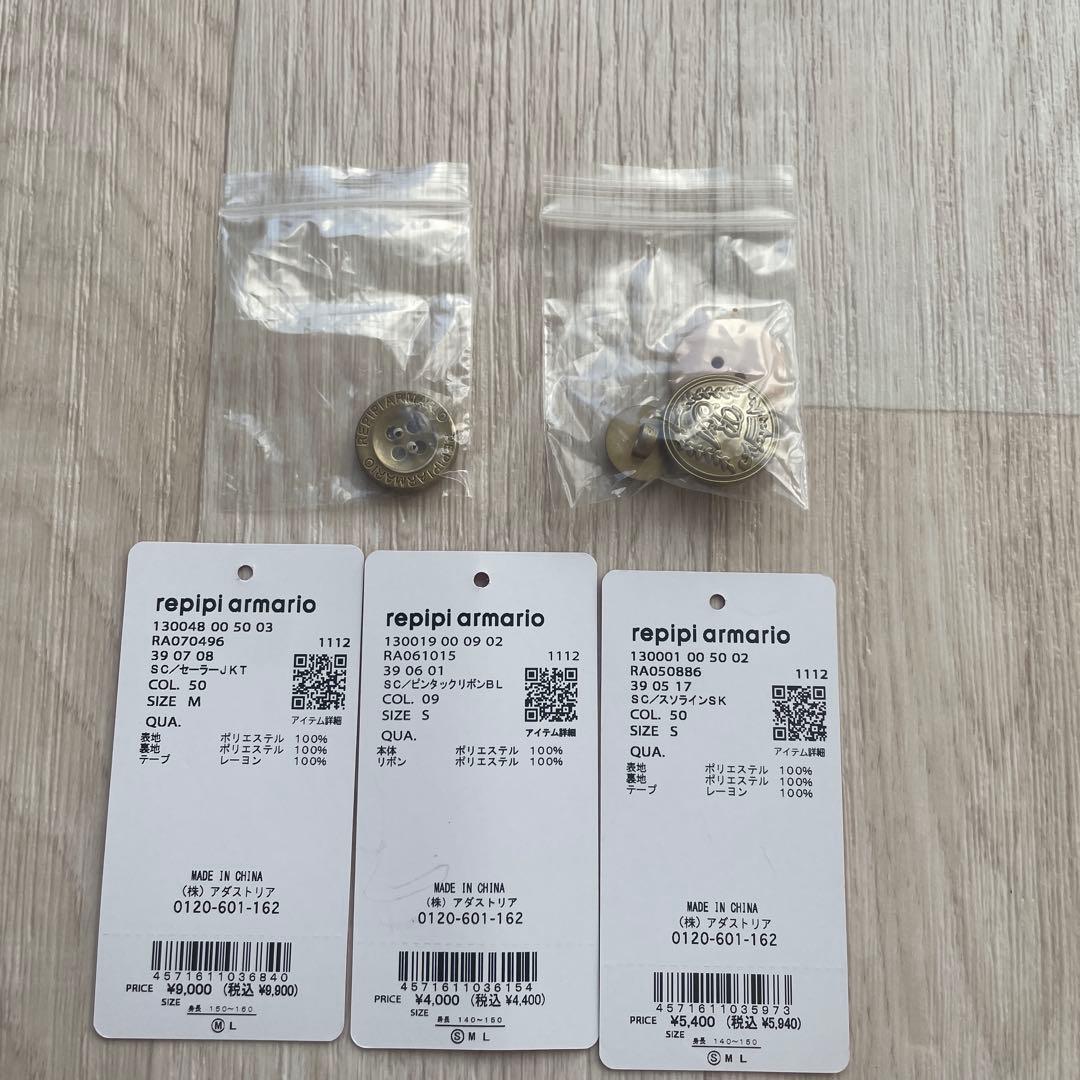 REPIPIARMARIO REPIPIARMARIO
repipi armario
130048 00 50 03
RA070496 1112
39 07 08
SC／セーラーJKT
COL. 50
SIZE M
QUA.
アイテム詳細
表地 ポリエステル 100%
裏地 ポリエステル 100%
テープ レーヨン 100%
MADE IN CHINA
（株）アダストリア
0120-601-162
4571611036840
PRICE ¥9,000 (税込 ¥9,900)
SIZE
身長 150～160
M L
repipi armario
130019 00 09 02
RA061015 1112
39 06 01
SC／ピンタックリボンBL
COL. 09
SIZE S
QUA.
アイテム詳細
本体 ポリエステル 100%
リボン ポリエステル 100%
MADE IN CHINA
（株）アダストリア
0120-601-162
4571611036154
PRICE ¥4,000 (税込 ¥4,400)
SIZE
身長 140～150
S M L
repipi armario
130001 00 50 02
RA050886 1112
39 05 17
SC／スソラインSK
COL. 50
SIZE S
QUA.
アイテム詳細
表地 ポリエステル 100%
裏地 ポリエステル 100%
テープ レーヨン 100%
MADE IN CHINA
（株）アダストリア
0120-601-162
4571611035973
PRICE ¥5,400 (税込 ¥5,940)
SIZE
身長 140～150
S M L